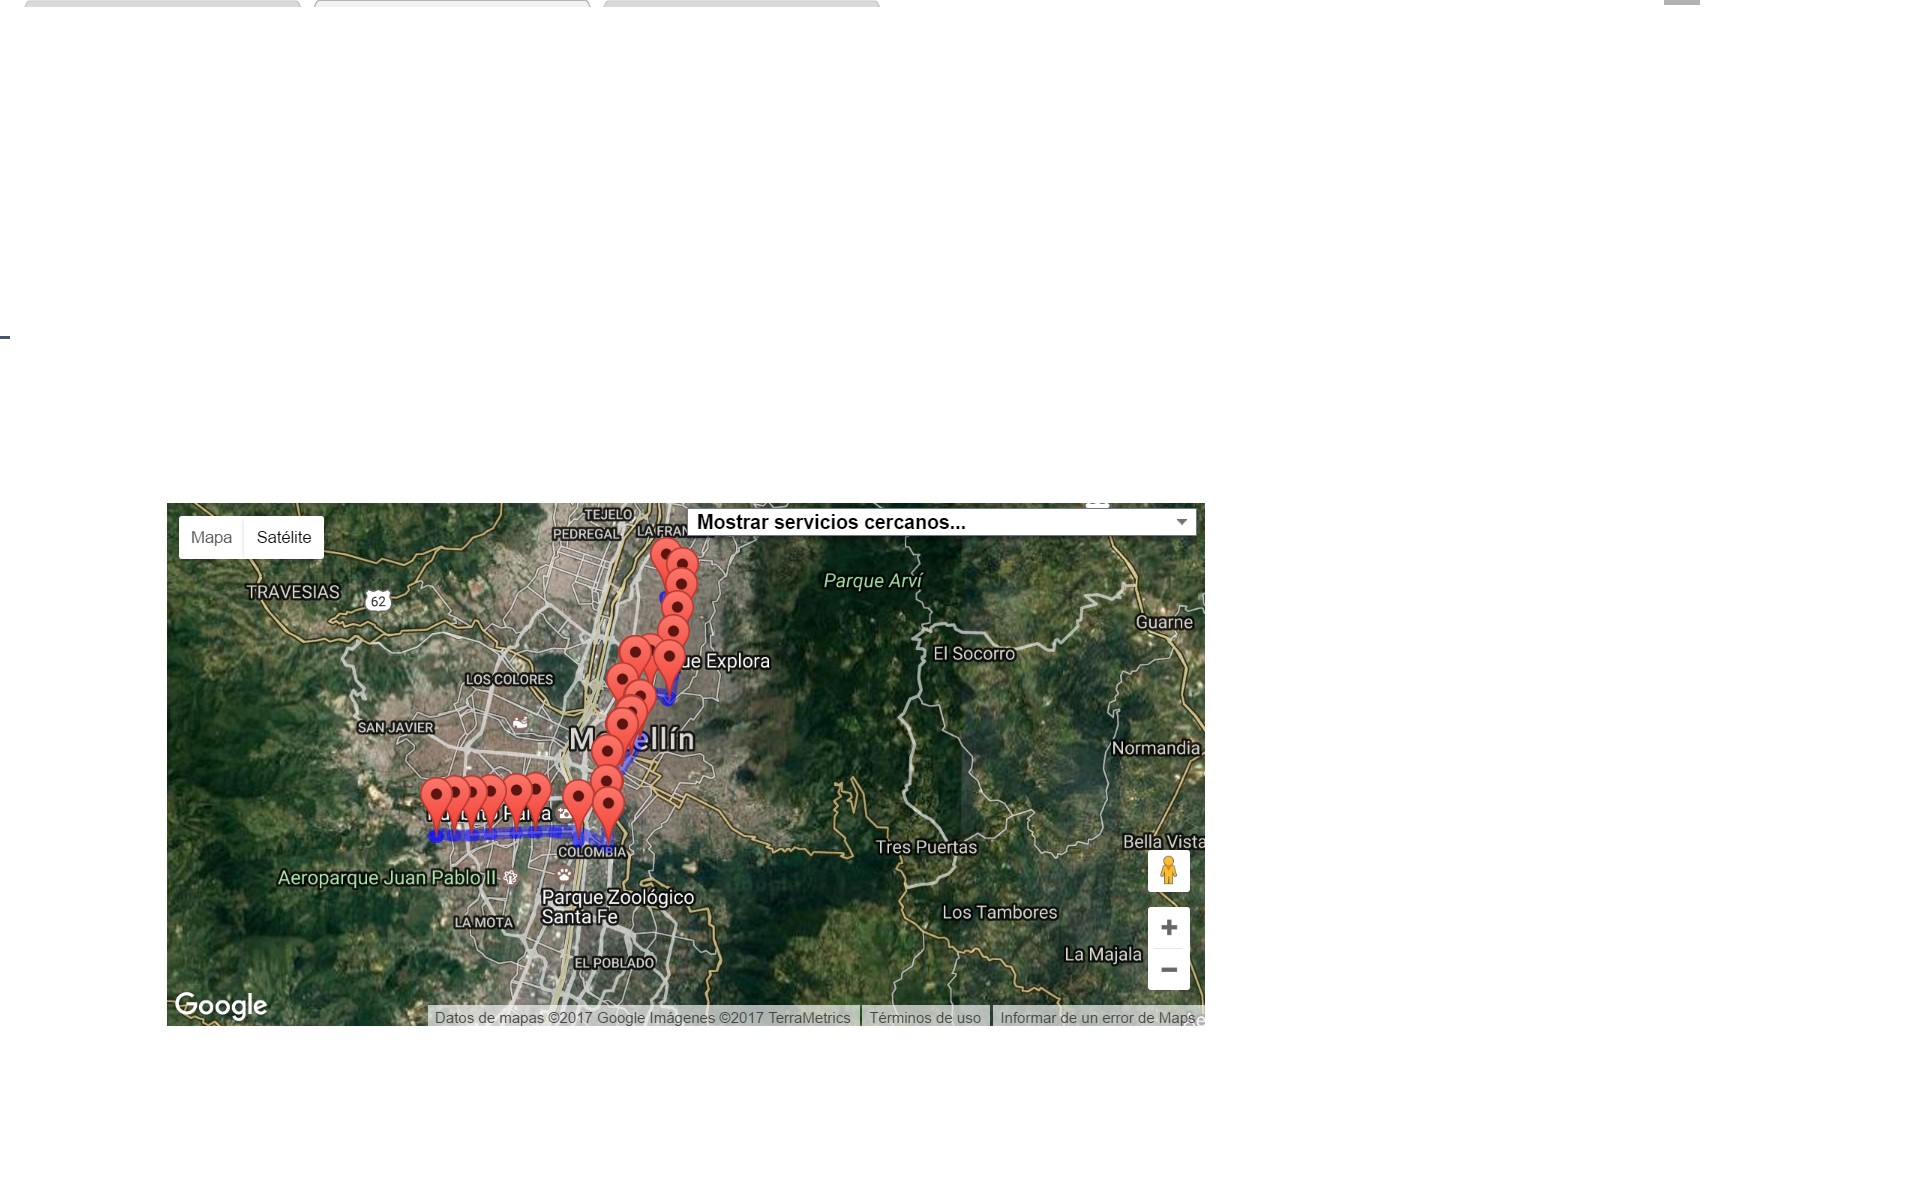 TEJELO
PEDREGAL
LA FRAN
Mostrar servicios cercanos...
Mapa
Satélite
TRAVESIAS
62
Parque Arví
Guarne
El Socorro
ue Explora
LOS COLORES
SAN JAVIER
M ellín
Normandia
COLOMBIA
Tres Puertas
Bella Vista
Aeroparque Juan Pablo II
Parque Zoológico
Santa Fe
LA MOTA
Los Tambores
La Majala
EL POBLADO
Google
Datos de mapas ©2017 Google Imágenes ©2017 TerraMetrics
Términos de uso
Informar de un error de Maps